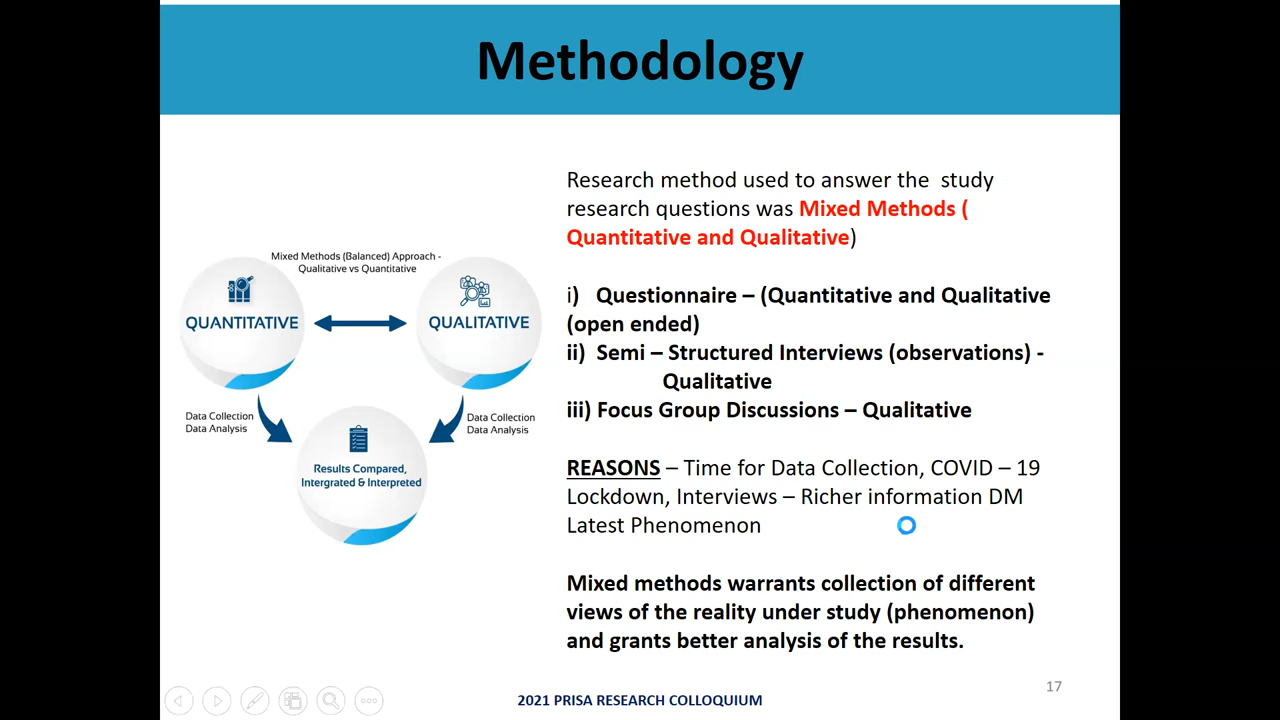 Methodology
Mixed Methods (Balanced) Approach -
Qualitative vs Quantitative
QUANTITATIVE
QUALITATIVE
Data Collection
Data Analysis
Data Collection
Data Analysis
Results Compared,
Intergrated & Interpreted
Research method used to answer the study
research questions was Mixed Methods (
Quantitative and Qualitative)
i) Questionnaire – (Quantitative and Qualitative
(open ended)
ii) Semi – Structured Interviews (observations) -
Qualitative
iii) Focus Group Discussions – Qualitative
REASONS – Time for Data Collection, COVID – 19
Lockdown, Interviews – Richer information DM
Latest Phenomenon
Mixed methods warrants collection of different
views of the reality under study (phenomenon)
and grants better analysis of the results.
17
2021 PRISA RESEARCH COLLOQUIUM